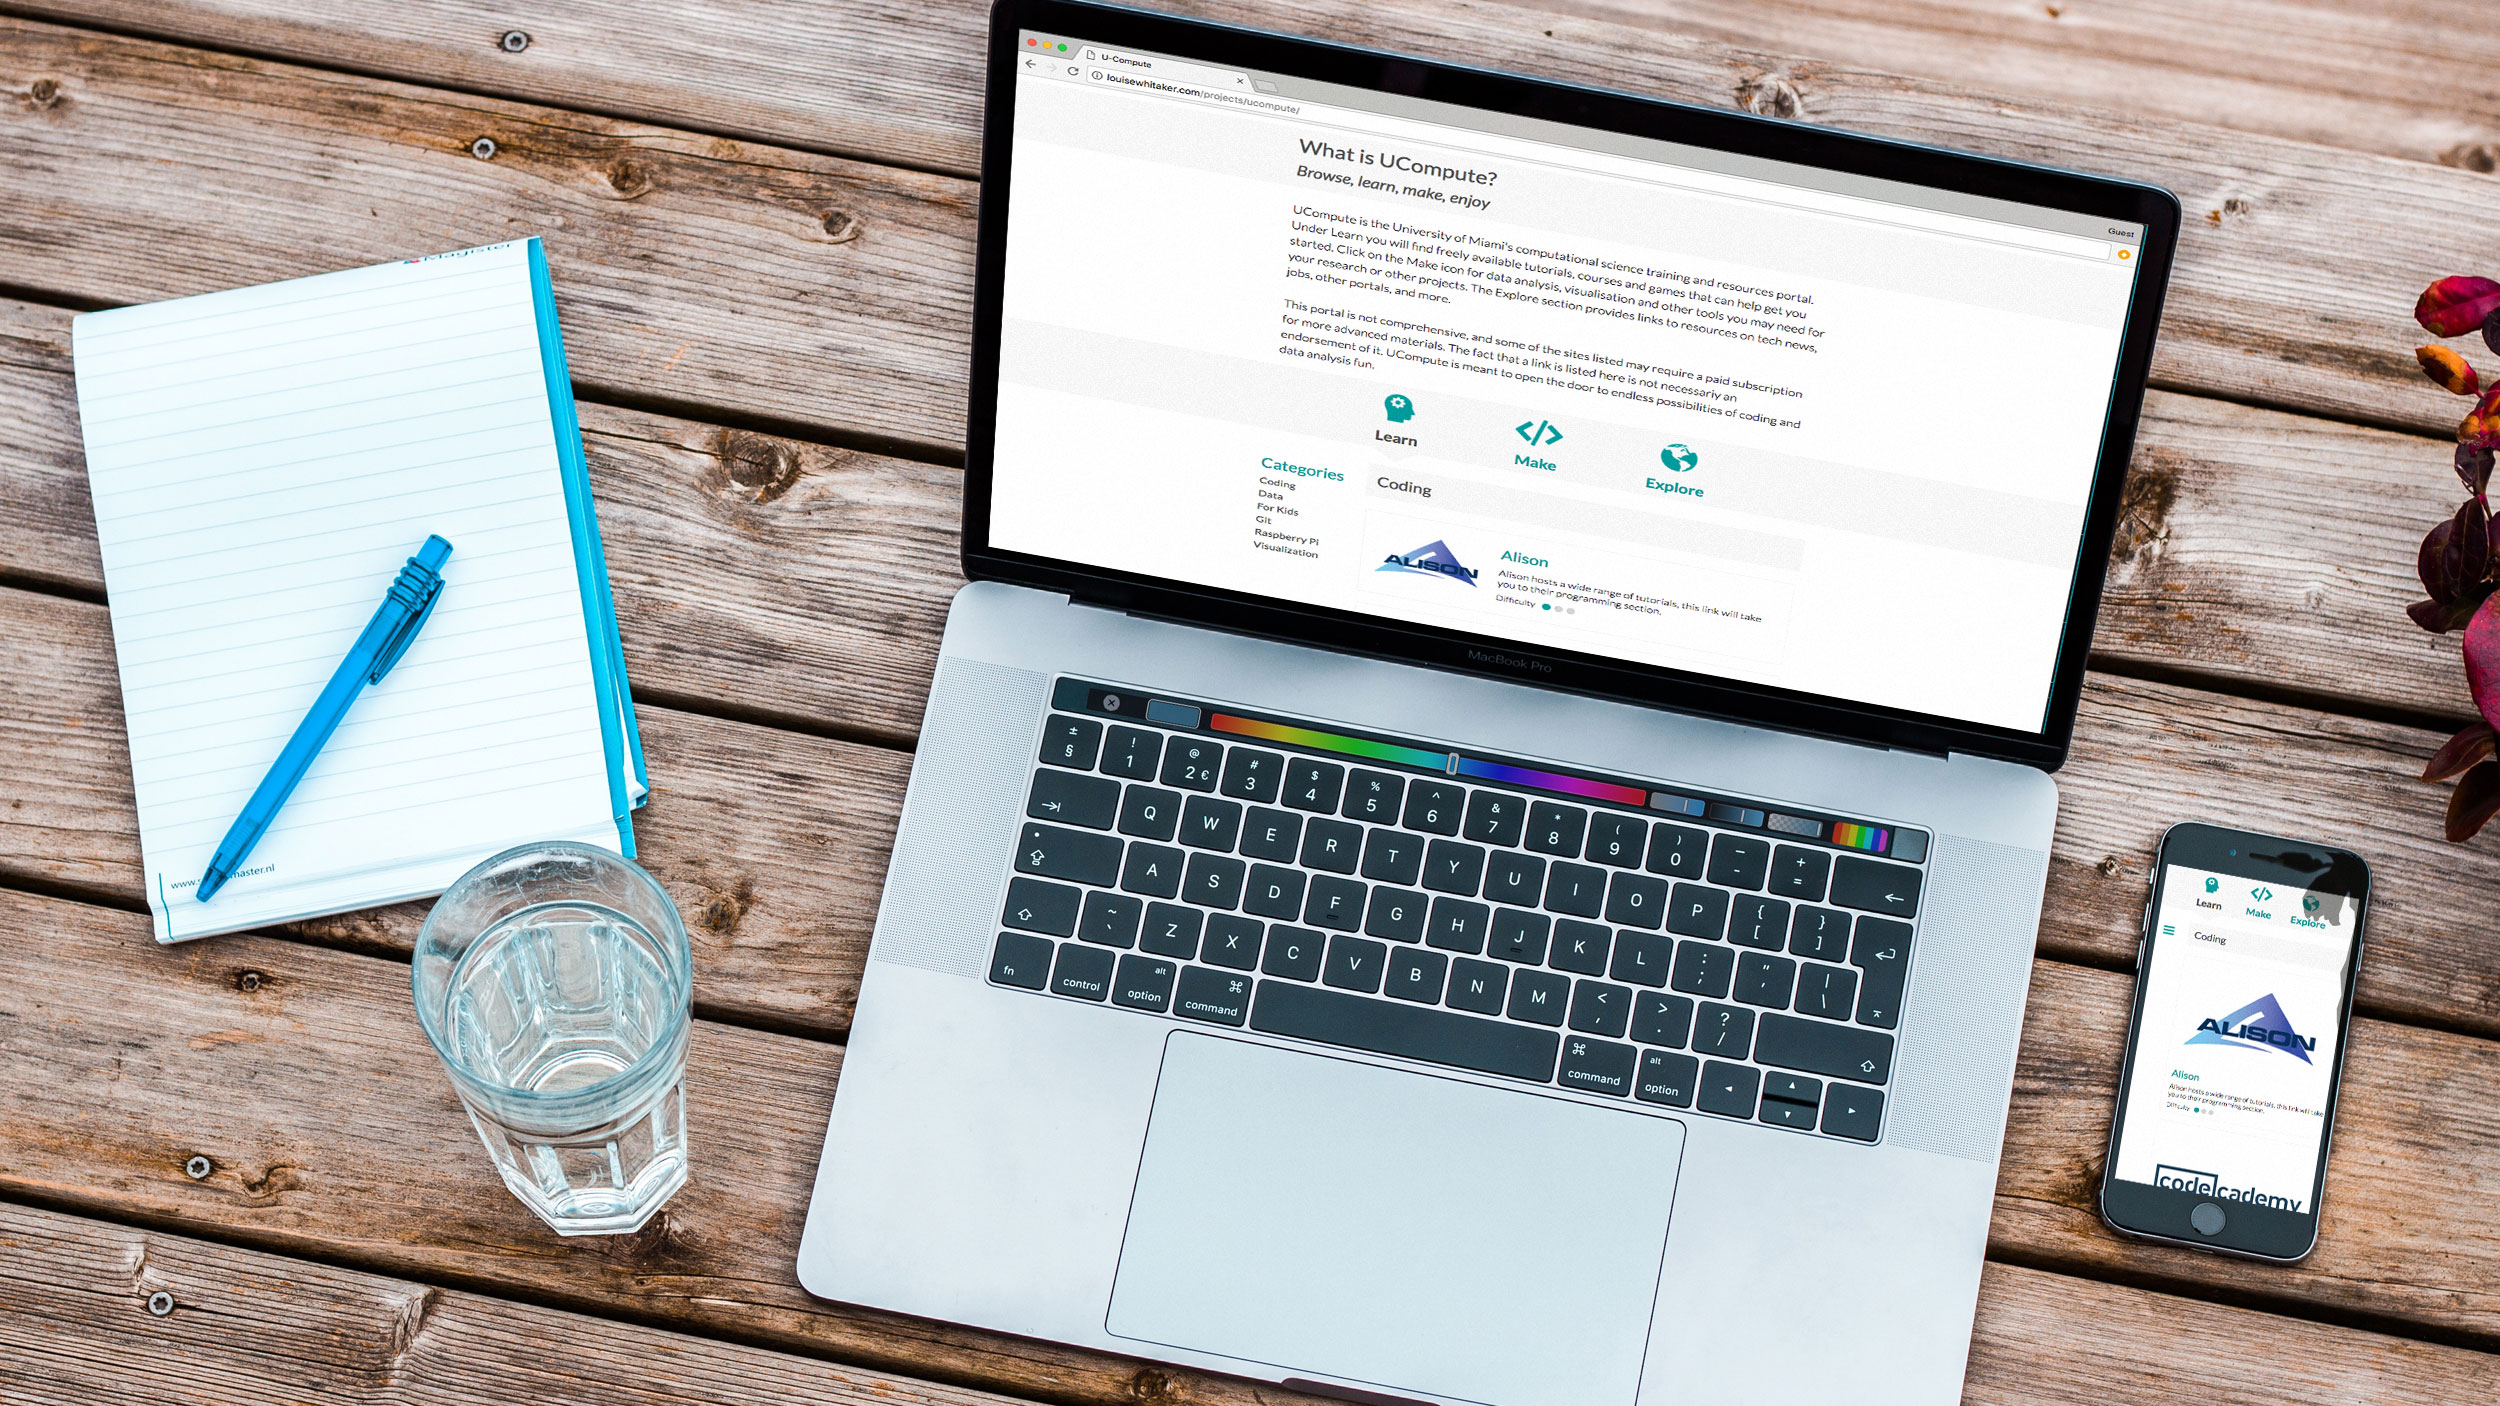 Magister
www.s
master.nl
U-Compute
Guest
louisewhitaker.com/projects/ucompute/
What is UCompute?
Browse, learn, make, enjoy
UCompute is the University of Miami's computational science training and resources portal.
Under Learn you will find freely available tutorials, courses and games that can help get you
started. Click on the Make icon for data analysis, visualisation and other tools you may need for
your research or other projects. The Explore section provides links to resources on tech news,
jobs, other portals, and more.
This portal is not comprehensive, and some of the sites listed may require a paid subscription
for more advanced materials. The fact that a link is listed here is not necessarily an
endorsement of it. UCompute is meant to open the door to endless possibilities of coding and
data analysis fun.
Learn
Make
Explore
Categories
Coding
Data
For Kids
Git
Raspberry Pi
Visualization
Coding
ALISON
Alison
Alison hosts a wide range of tutorials, this link will take
you to their programming section.
Difficulty
MacBook Pro
± § ! 1 @ 2 € # 3 $ 4 % 5 ^ 6 & 7 * 8 ( 9 ) 0 _ - + =
Q W E R T Y U I O P { [ } ]
A S D F G H J K L : ; " ' | \
~ ` Z X C V B N M < , > . ? /
fn control alt option ⌘ command ⌘ command alt option
Learn
Make
Explore
Coding
ALISON
Alison
Alison hosts a wide range of tutorials, this link will take
you to their programming section.
Difficulty
codecademy